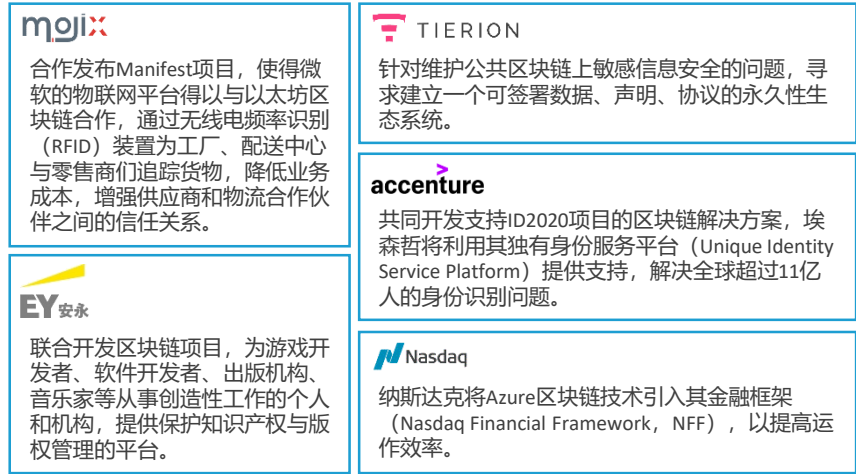 mojix
合作发布Manifest项目，使得微
软的物联网平台得以与以太坊区
块链合作，通过无线电频率识别
（RFID）装置为工厂、配送中心
与零售商们追踪货物，降低业务
成本，增强供应商和物流合作伙
伴之间的信任关系。
EY安永
联合开发区块链项目，为游戏开
发者、软件开发者、出版机构、
音乐家等从事创造性工作的个人
和机构，提供保护知识产权与版
权管理的平台。
TIERION
针对维护公共区块链上敏感信息安全的问题，寻
求建立一个可签署数据、声明、协议的永久性生
态系统。
accenture
共同开发支持ID2020项目的区块链解决方案，埃
森哲将利用其独有身份服务平台（Unique Identity
Service Platform）提供支持，解决全球超过11亿
人的身份识别问题。
Nasdaq
纳斯达克将Azure区块链技术引入其金融框架
（Nasdaq Financial Framework，NFF），以提高运
作效率。